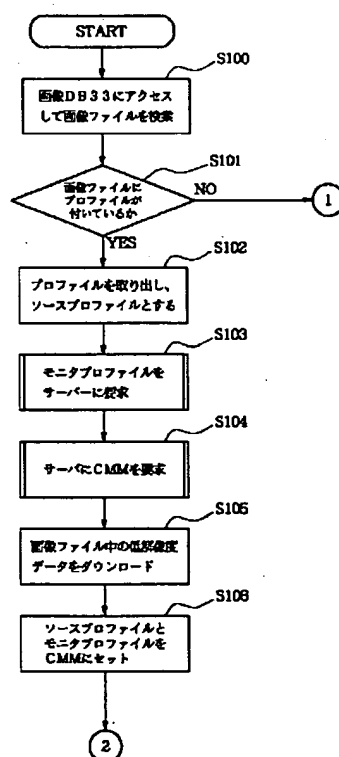 START
S100
画像DB33にアクセス
して画像ファイルを検索
S101
画像ファイルに
プロファイルが
付いているか
NO
1
YES
S102
プロファイルを取り出し、
ソースプロファイルとする
S103
モニタプロファイルを
サーバーに要求
S104
サーバにCMMを要求
S105
画像ファイル中の低解像度
データをダウンロード
S106
ソースプロファイルと
モニタプロファイルを
CMMにセット
2